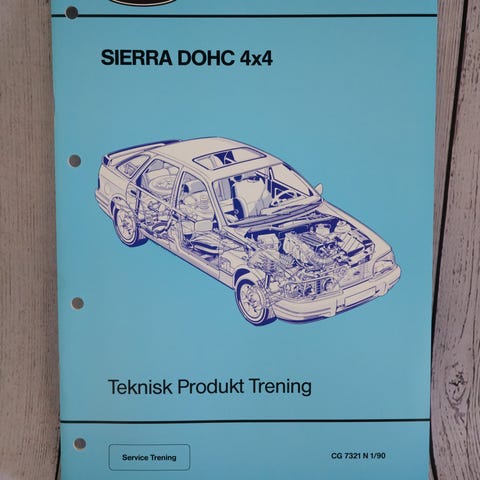 SIERRA DOHC 4x4
Teknisk Produkt Trening
Service Trening
CG 7321 N 1/90